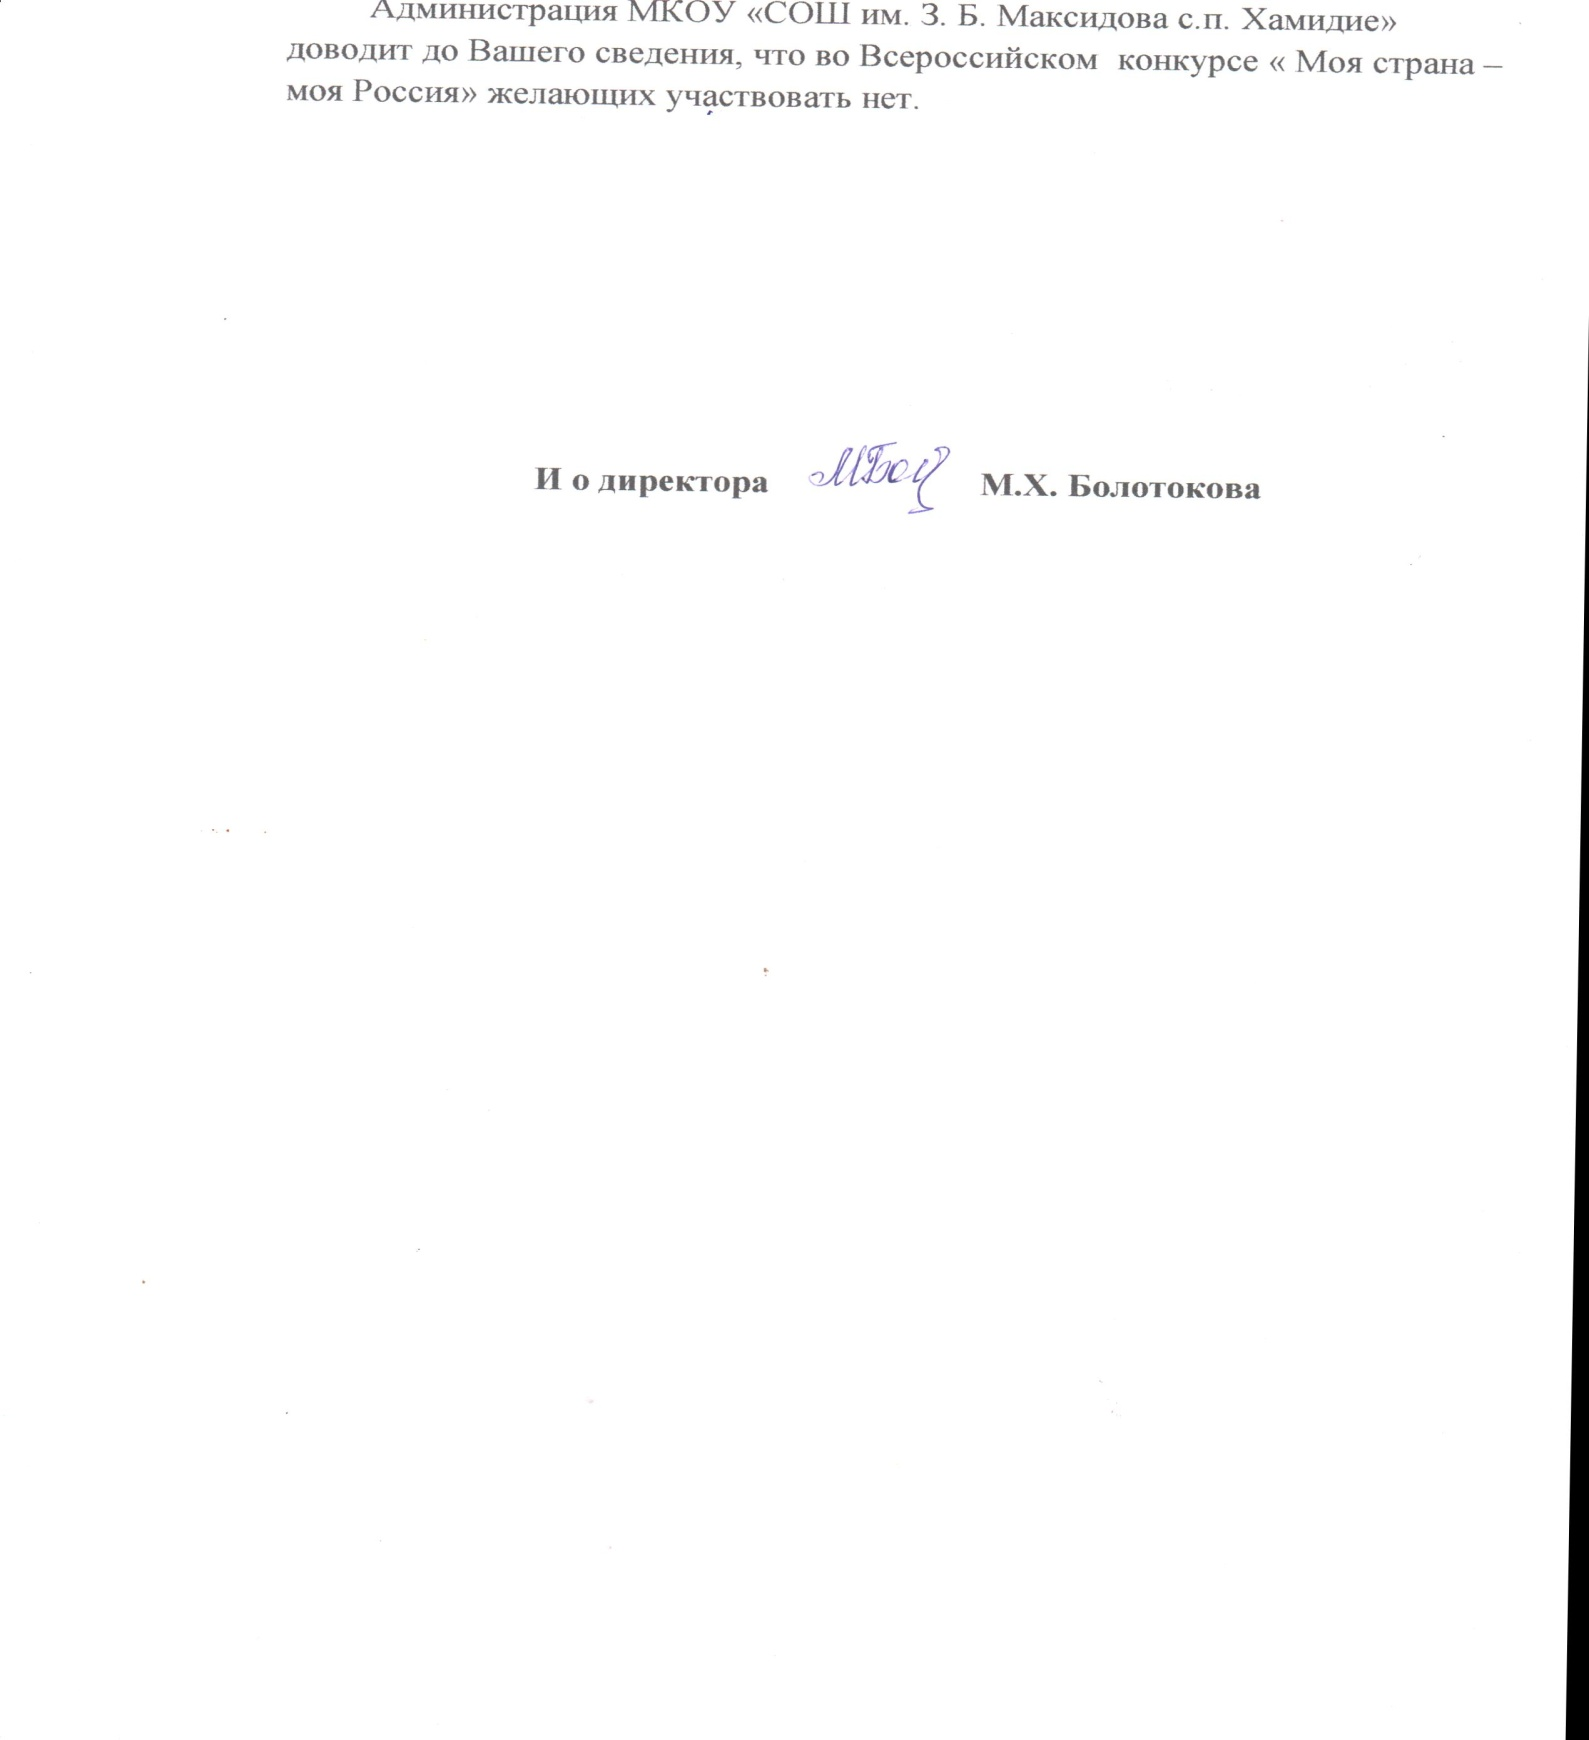 Администрация МКОУ «СОШ им. З. Б. Максидова с.п. Хамидие»
доводит до Вашего сведения, что во Всероссийском  конкурсе « Моя страна –
моя Россия» желающих участвовать нет.
И о директора М.Х. Болотокова